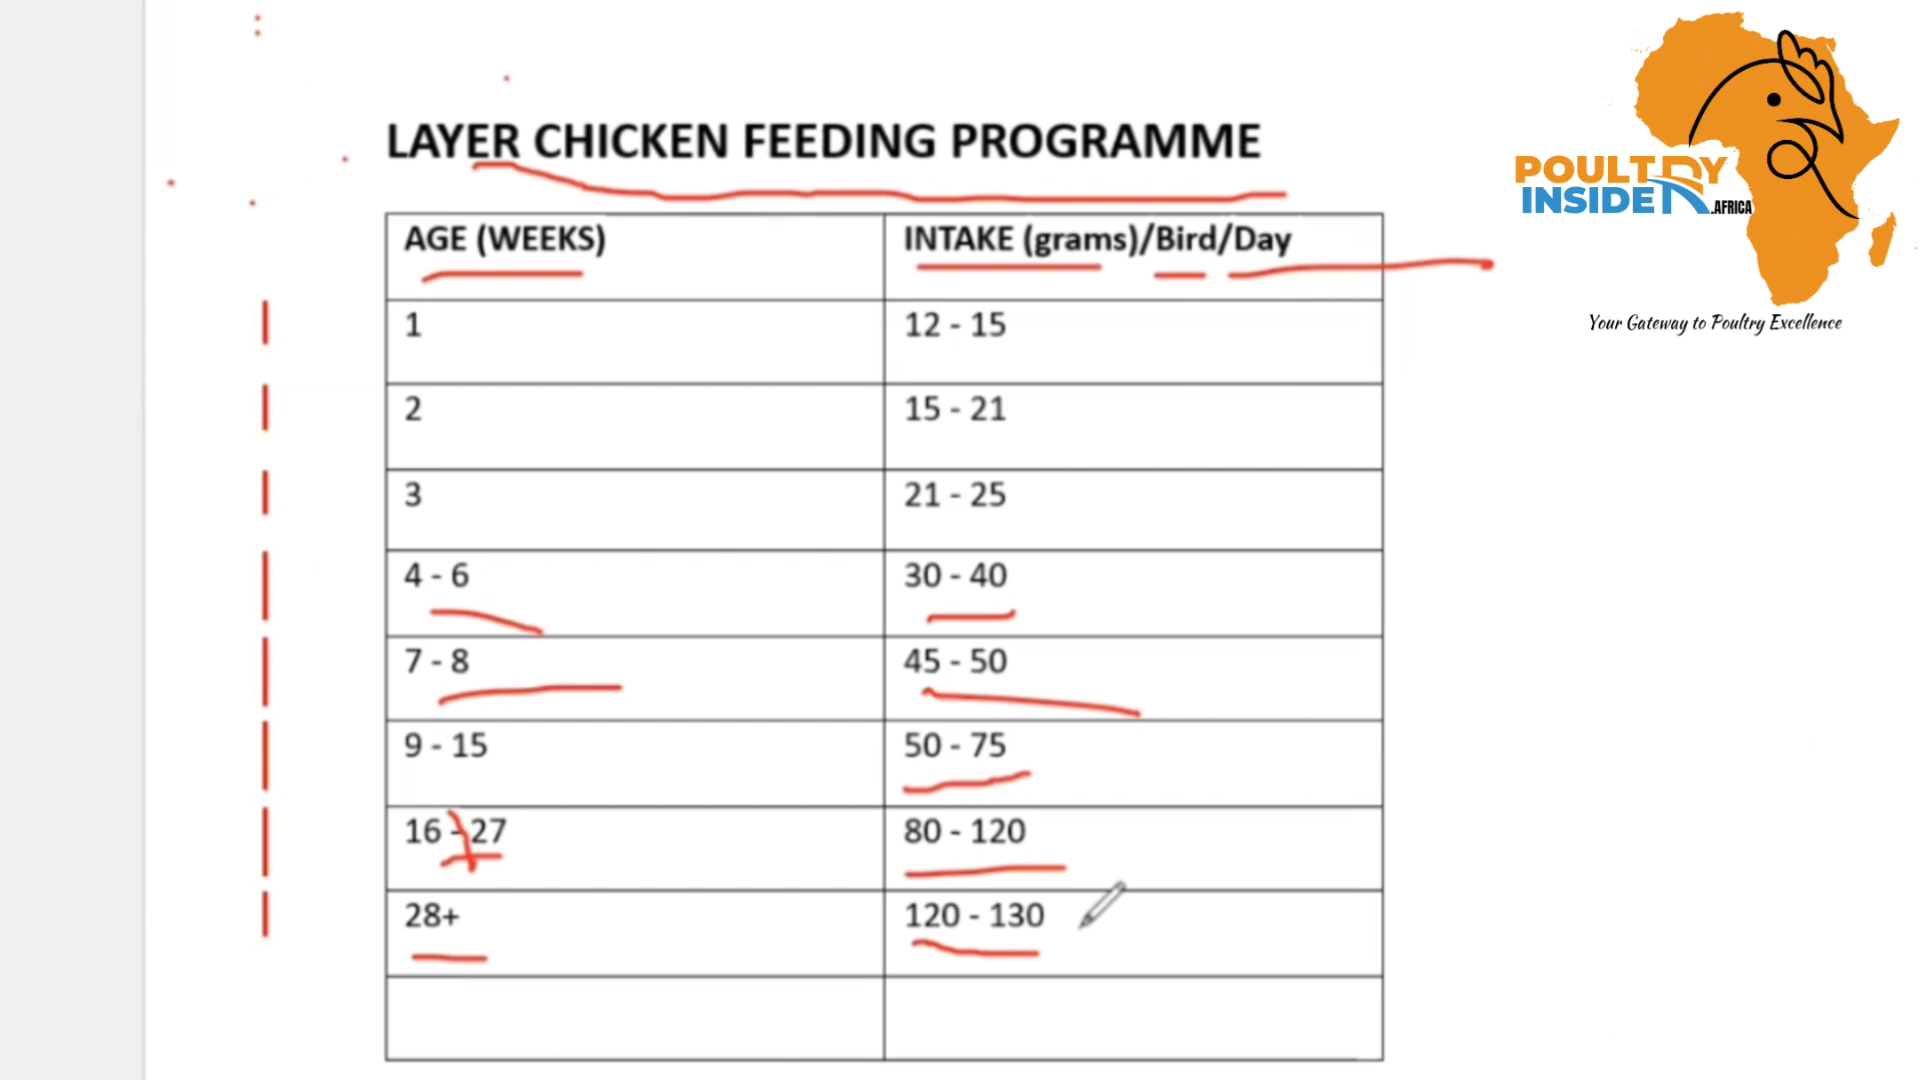 LAYER CHICKEN FEEDING PROGRAMME
AGE (WEEKS) INTAKE (grams)/Bird/Day
1 12 - 15
2 15 - 21
3 21 - 25
4 - 6 30 - 40
7 - 8 45 - 50
9 - 15 50 - 75
16 - 27 80 - 120
28+ 120 - 130
POULTRY
INSIDER.AFRICA
Your Gateway to Poultry Excellence